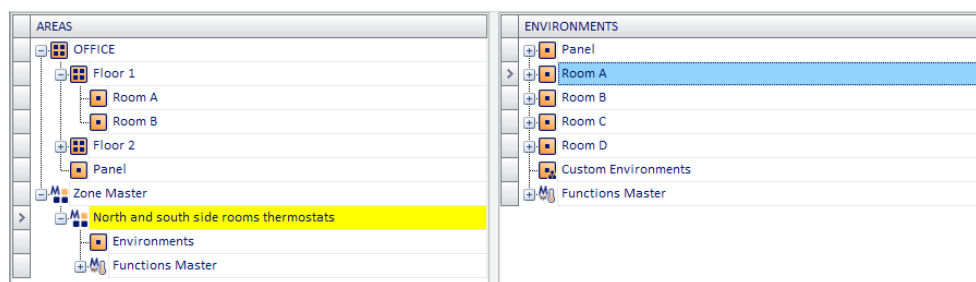 AREAS
OFFICE
Floor 1
Room A
Room B
Floor 2
Panel
Zone Master
North and south side rooms thermostats
Environments
Functions Master
ENVIRONMENTS
Panel
Room A
Room B
Room C
Room D
Custom Environments
Functions Master